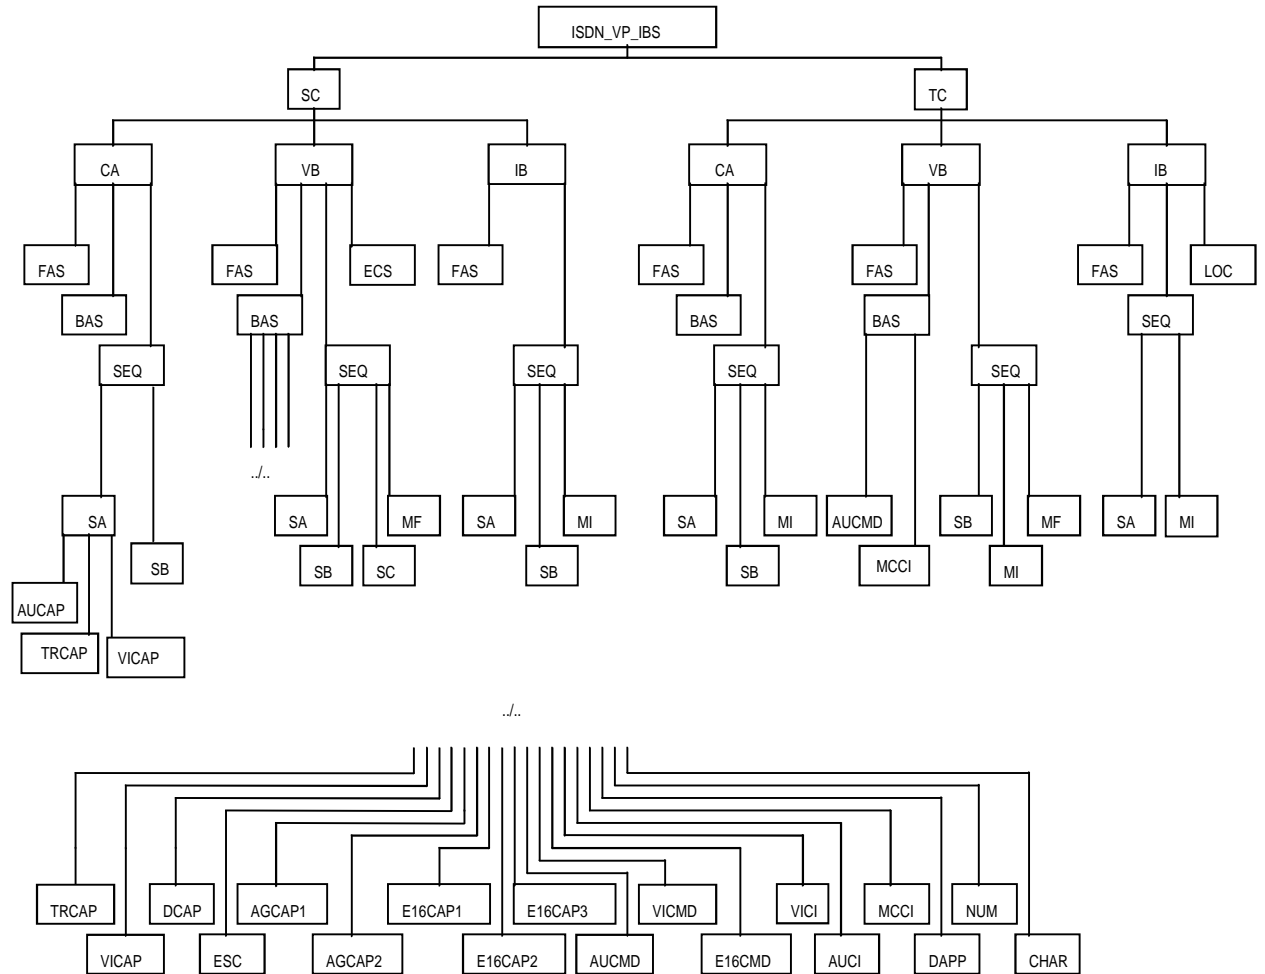 ISDN_VP_IBS
SC TC
CA VB IB CA VB IB
FAS FAS ECS FAS FAS FAS FAS LOC
BAS BAS BAS BAS SEQ
SEQ SEQ SEQ SEQ SEQ
../..
SA SA MF SA MI SA MI AUCMD SB MF SA MI
SB SB SC SB SB MCCI MI
AUCAP
TRCAP VICAP
../..
TRCAP DCAP AGCAP1 E16CAP1 E16CAP3 VICMD VICI MCCI NUM
VICAP ESC AGCAP2 E16CAP2 AUCMD E16CMD AUCI DAPP CHAR